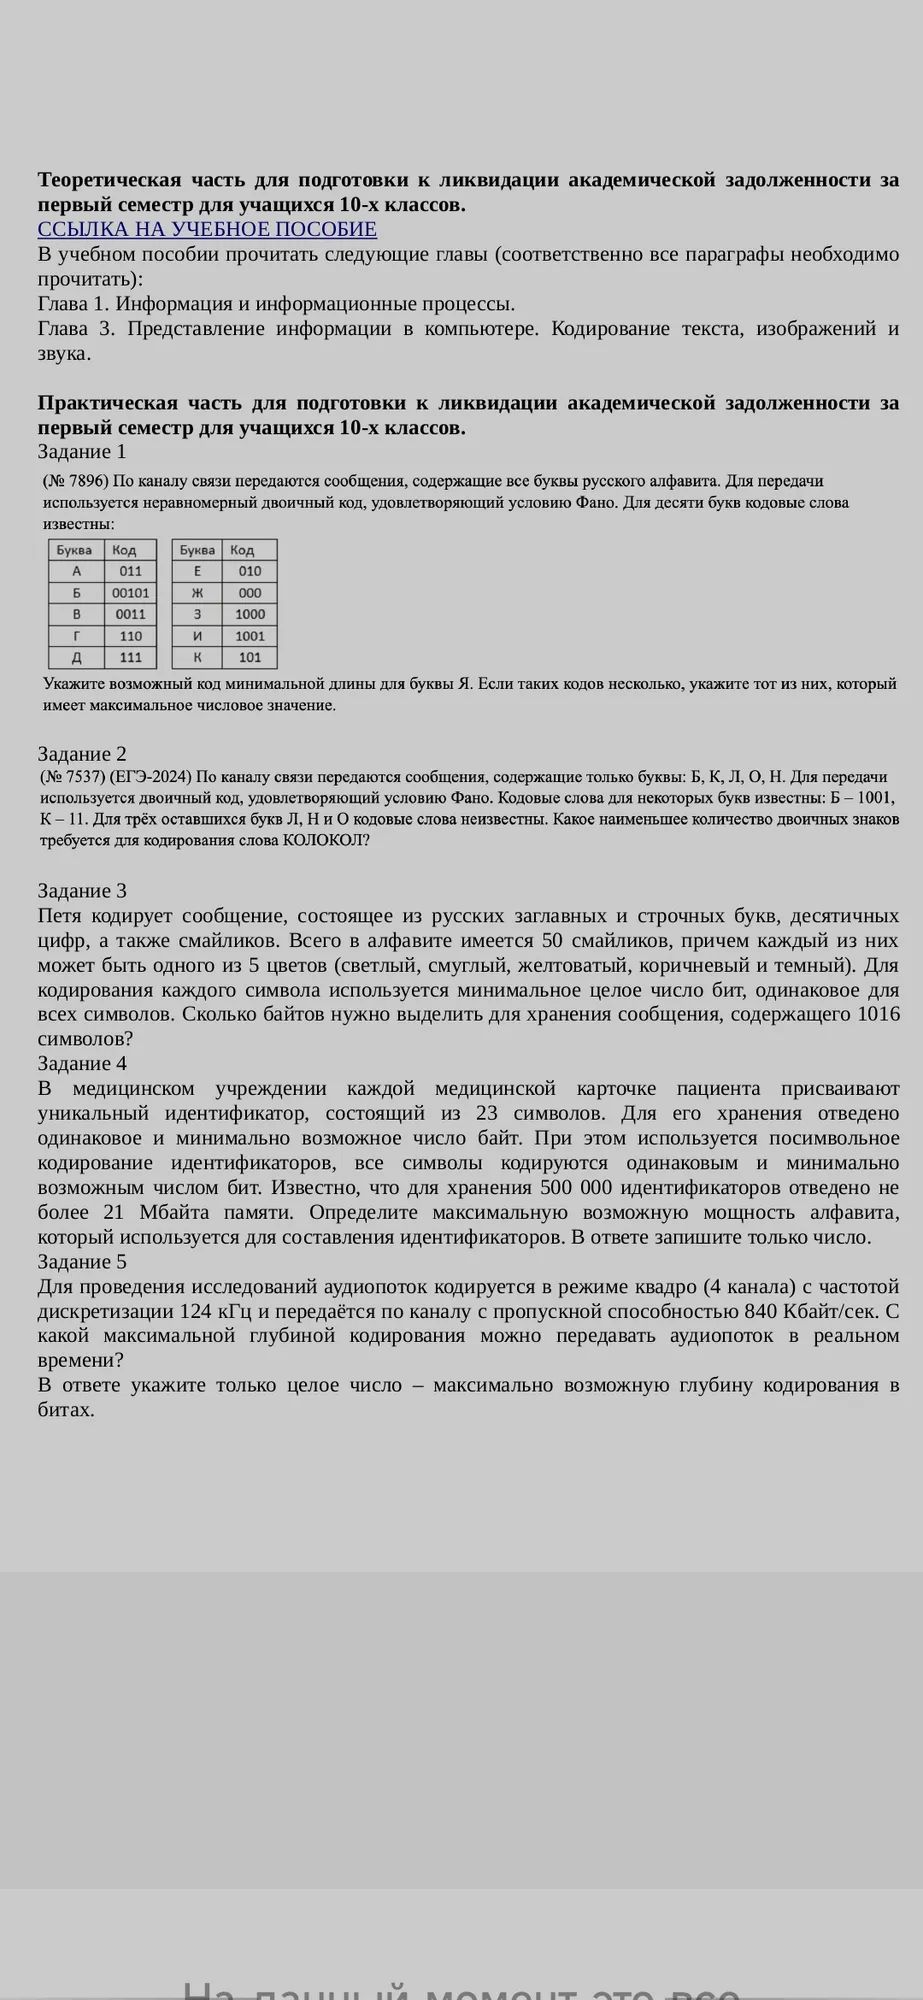 Теоретическая часть для подготовки к ликвидации академической задолженности за
первый семестр для учащихся 10-х классов.
ССЫЛКА НА УЧЕБНОЕ ПОСОБИЕ
В учебном пособии прочитать следующие главы (соответственно все параграфы необходимо
прочитать):
Глава 1. Информация и информационные процессы.
Глава 3. Представление информации в компьютере. Кодирование текста, изображений и
звука.
Практическая часть для подготовки к ликвидации академической задолженности за
первый семестр для учащихся 10-х классов.
Задание 1
(№ 7896) По каналу связи передаются сообщения, содержащие все буквы русского алфавита. Для передачи
используется неравномерный двоичный код, удовлетворяющий условию Фано. Для десяти букв кодовые слова
известны:
Буква Код Буква Код
А 011 Е 010
Б 00101 Ж 000
В 0011 З 1000
Г 110 И 1001
Д 111 К 101
Укажите возможный код минимальной длины для буквы Я. Если таких кодов несколько, укажите тот из них, который
имеет максимальное числовое значение.
Задание 2
(№ 7537) (ЕГЭ-2024) По каналу связи передаются сообщения, содержащие только буквы: Б, К, Л, О, Н. Для передачи
используется двоичный код, удовлетворяющий условию Фано. Кодовые слова для некоторых букв известны: Б – 1001,
К – 11. Для трёх оставшихся букв Л, Н и О кодовые слова неизвестны. Какое наименьшее количество двоичных знаков
требуется для кодирования слова КОЛОКОЛ?
Задание 3
Петя кодирует сообщение, состоящее из русских заглавных и строчных букв, десятичных
цифр, а также смайликов. Всего в алфавите имеется 50 смайликов, причем каждый из них
может быть одного из 5 цветов (светлый, смуглый, желтоватый, коричневый и темный). Для
кодирования каждого символа используется минимальное целое число бит, одинаковое для
всех символов. Сколько байтов нужно выделить для хранения сообщения, содержащего 1016
символов?
Задание 4
В медицинском учреждении каждой медицинской карточке пациента присваивают
уникальный идентификатор, состоящий из 23 символов. Для его хранения отведено
одинаковое и минимально возможное число байт. При этом используется посимвольное
кодирование идентификаторов, все символы кодируются одинаковым и минимально
возможным числом бит. Известно, что для хранения 500 000 идентификаторов отведено не
более 21 Мбайта памяти. Определите максимальную возможную мощность алфавита,
который используется для составления идентификаторов. В ответе запишите только число.
Задание 5
Для проведения исследований аудиопоток кодируется в режиме квадро (4 канала) с частотой
дискретизации 124 кГц и передаётся по каналу с пропускной способностью 840 Кбайт/сек. С
какой максимальной глубиной кодирования можно передавать аудиопоток в реальном
времени?
В ответе укажите только целое число – максимально возможную глубину кодирования в
битах.
На данный момент это все